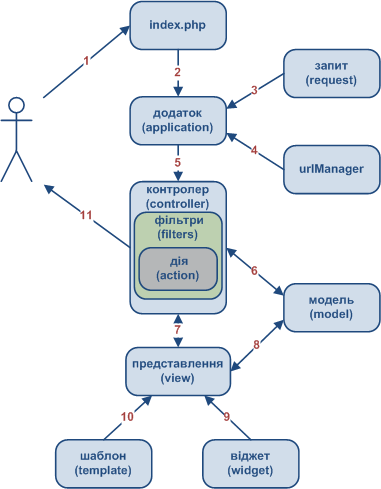 index.php
1
2
запит
(request)
3
додаток
(application)
4
urlManager
5
контролер
(controller)
фільтри
(filters)
дія
(action)
11
6
модель
(model)
7
8
представлення
(view)
10
9
шаблон
(template)
віджет
(widget)